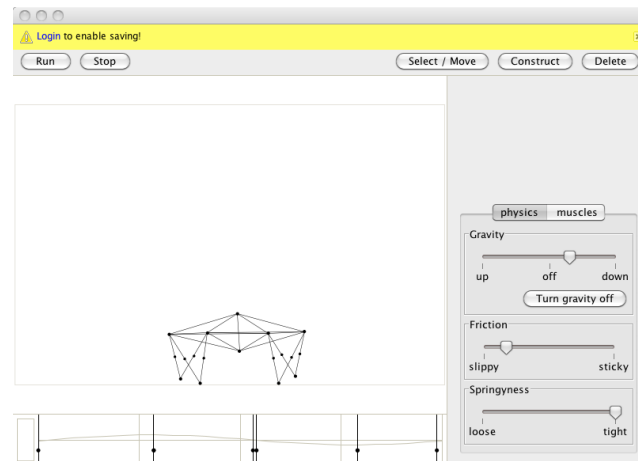 Login to enable saving!
Run Stop Select / Move Construct Delete
physics muscles
Gravity
up off down
Turn gravity off
Friction
slippy sticky
Springyness
loose tight